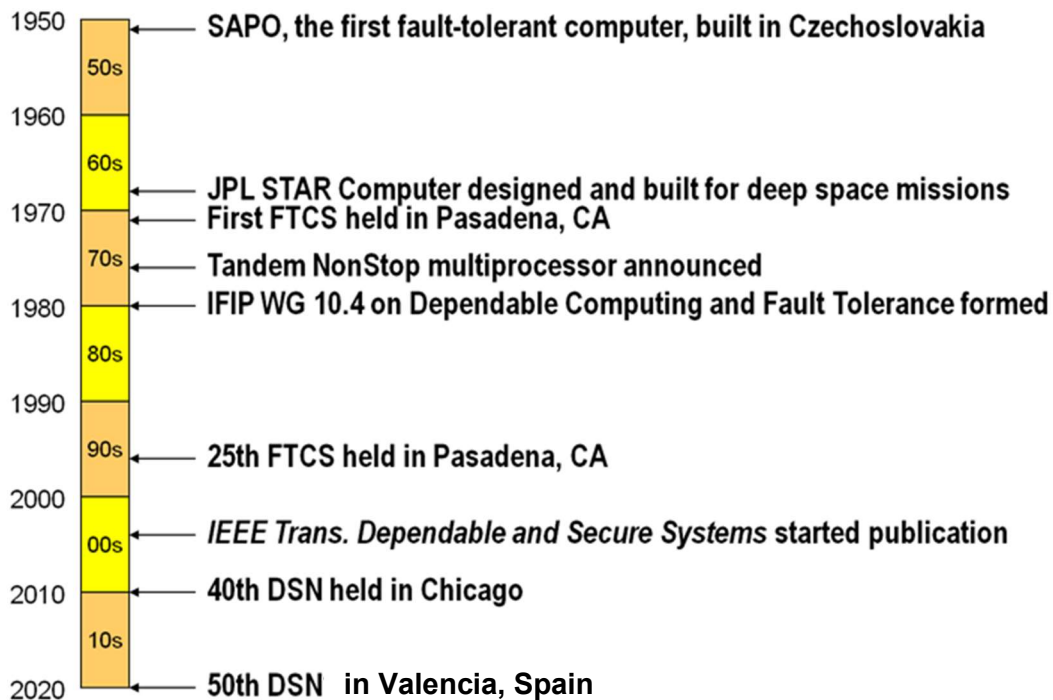 1950
SAPO, the first fault-tolerant computer, built in Czechoslovakia
50s
1960
60s
JPL STAR Computer designed and built for deep space missions
1970
First FTCS held in Pasadena, CA
70s
Tandem NonStop multiprocessor announced
1980
IFIP WG 10.4 on Dependable Computing and Fault Tolerance formed
80s
1990
90s
25th FTCS held in Pasadena, CA
2000
IEEE Trans. Dependable and Secure Systems started publication
00s
2010
40th DSN held in Chicago
10s
2020
50th DSN in Valencia, Spain